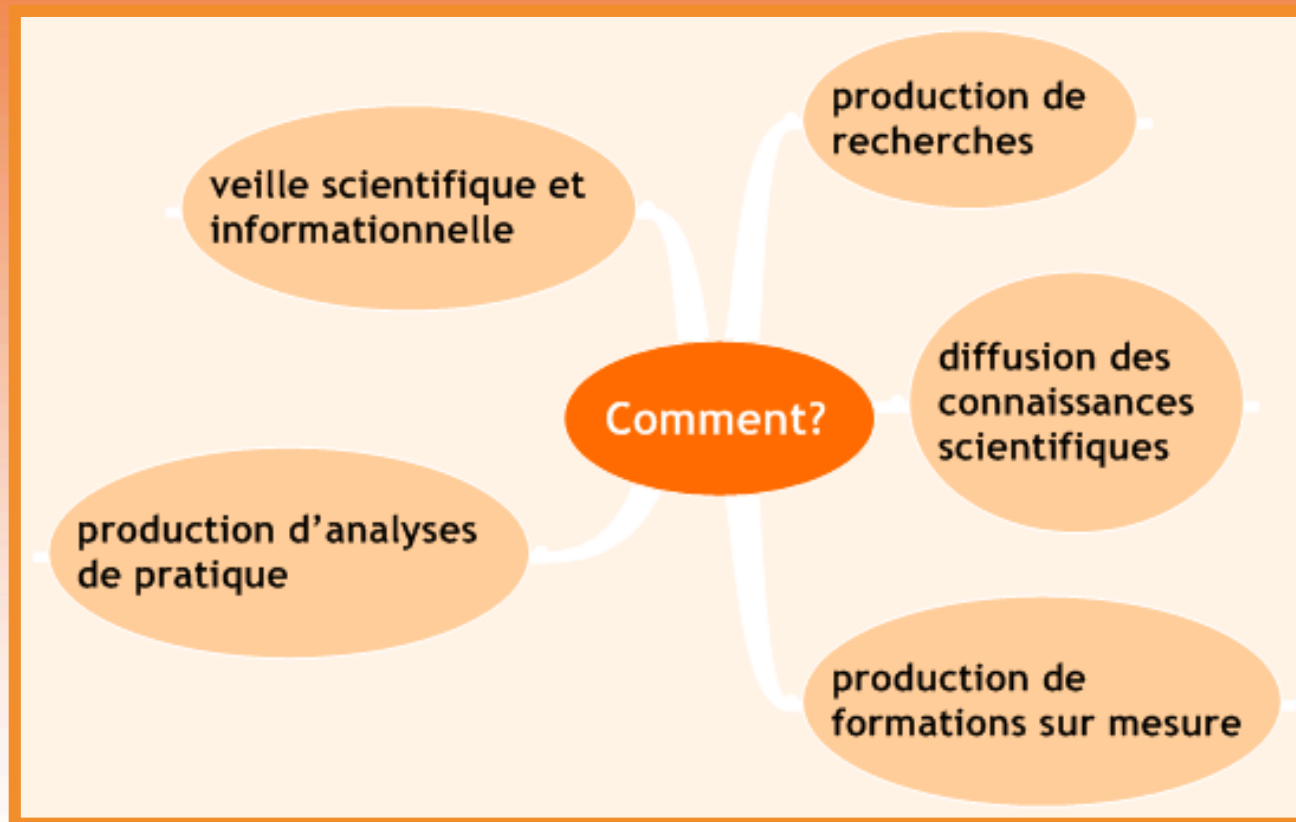 veille scientifique et
informationnelle
production de
recherches
Comment?
diffusion des
connaissances
scientifiques
production d’analyses
de pratique
production de
formations sur mesure